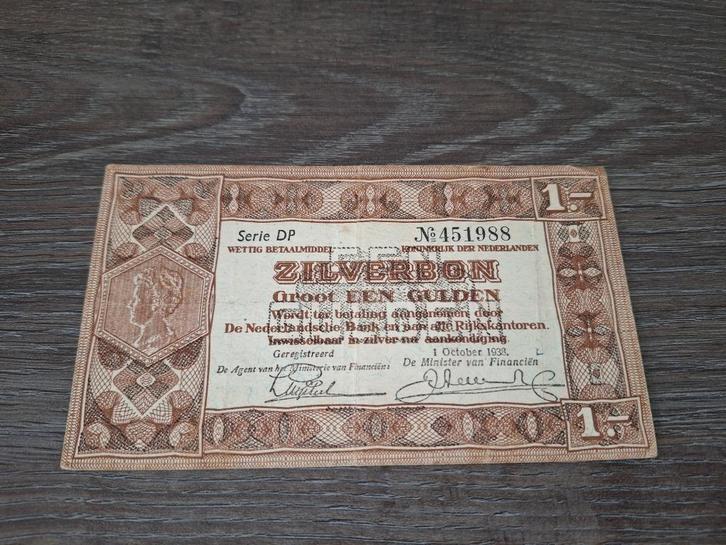 1.-
Serie DP № 451988
WETTIG BETAALMIDDEL KONINKRIJK DER NEDERLANDEN
ZILVERBON
Groot EEN GULDEN
Wordt ter betaling aangenomen door
De Nederlandsche Bank en aan alle Rijkskantoren.
Inwisselbaar in zilver na aankondiging.
Geregistreerd 1 October 1938.
De Agent van het Ministerie van Financiën: De Minister van Financiën
1.-